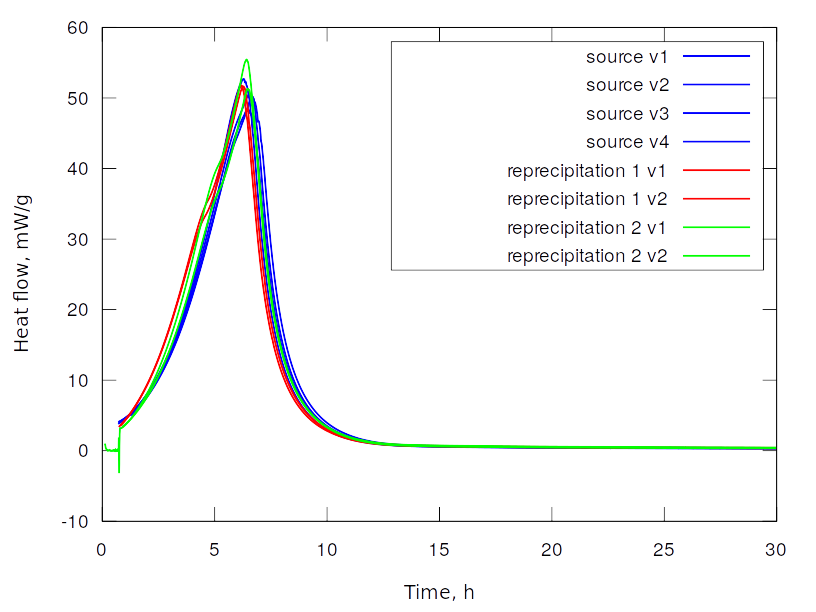 60
50
40
30
20
10
0
-10
0
5
10
15
20
25
30
Heat flow, mW/g
Time, h
source v1
source v2
source v3
source v4
reprecipitation 1 v1
reprecipitation 1 v2
reprecipitation 2 v1
reprecipitation 2 v2